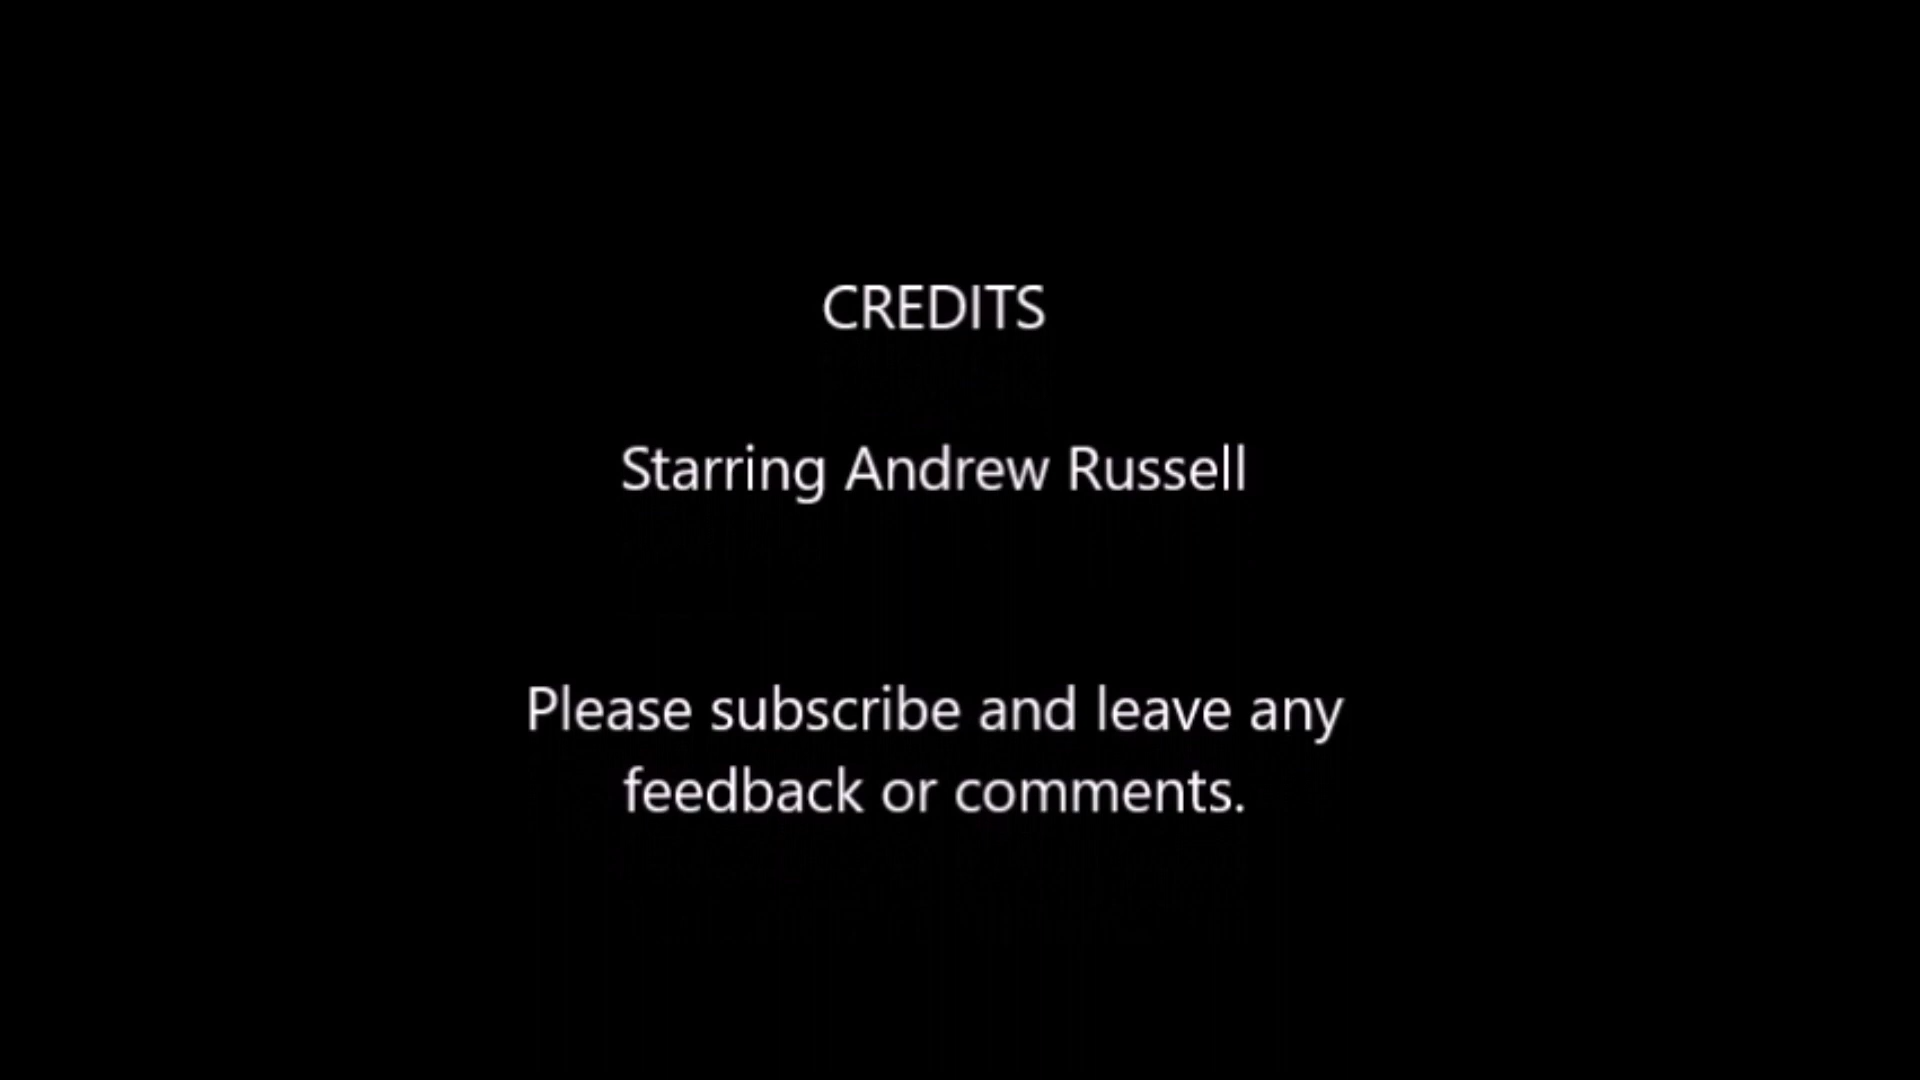 CREDITS
Starring Andrew Russell
Please subscribe and leave any
feedback or comments.